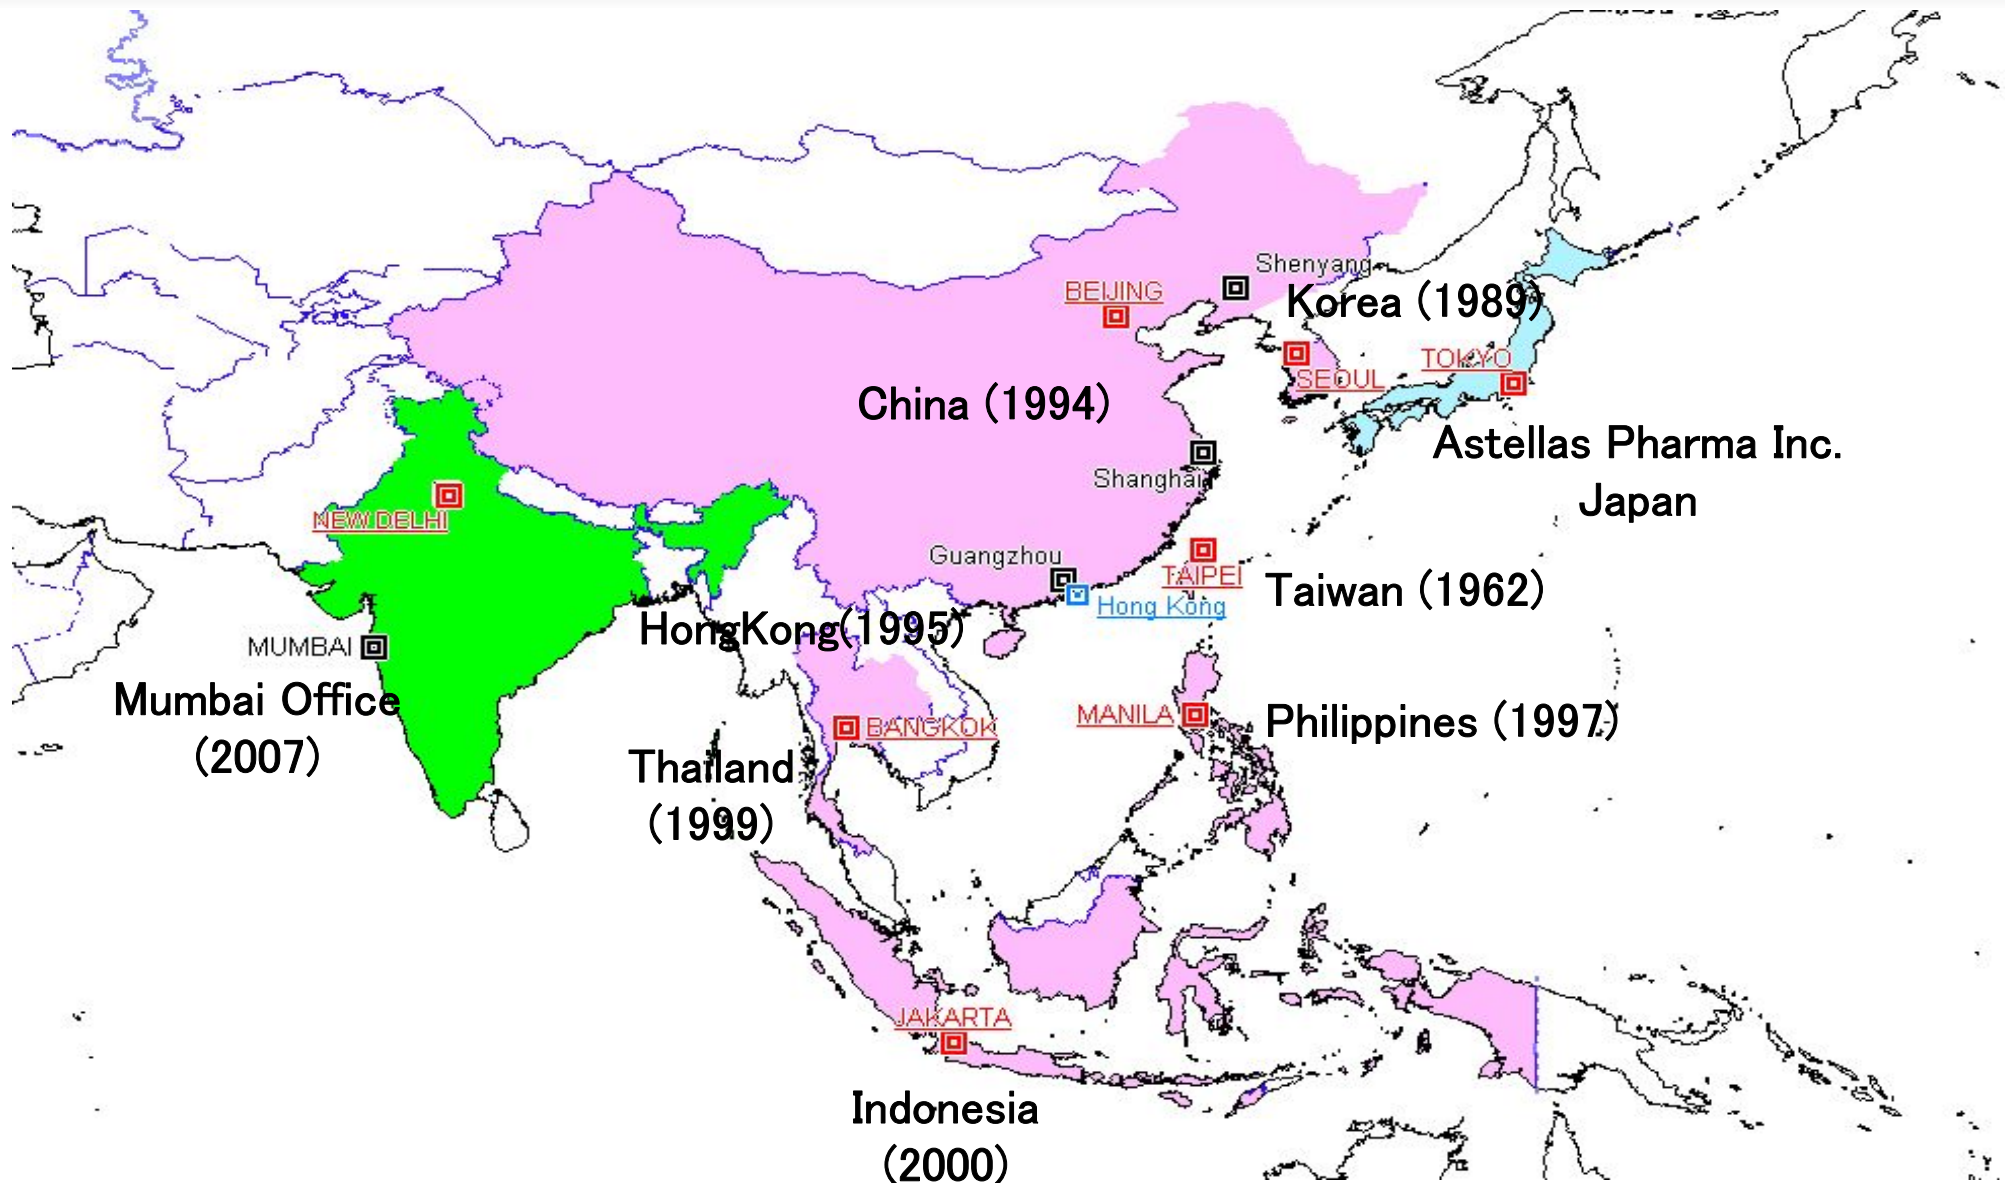 Shenyang
BEIJING
Korea (1989)
TOKYO
SEOUL
China (1994)
Astellas Pharma Inc.
Japan
Shanghai
NEW DELHI
Guangzhou
TAIPEI
Taiwan (1962)
Hong Kong
HongKong(1995)
MUMBAI
Mumbai Office
(2007)
MANILA
Philippines (1997)
BANGKOK
Thailand
(1999)
JAKARTA
Indonesia
(2000)